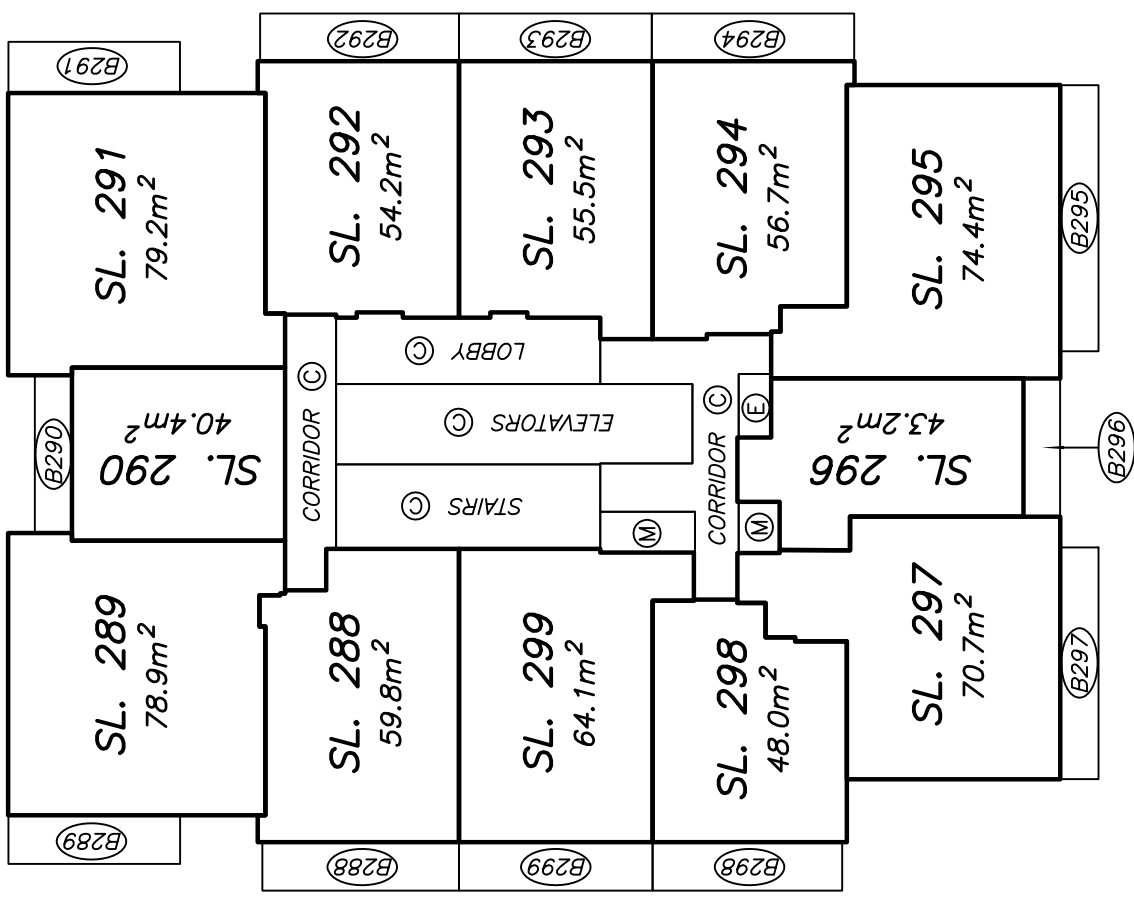 B291
B292
B293
B294
SL. 291
79.2m²
SL. 292
54.2m²
SL. 293
55.5m²
SL. 294
56.7m²
SL. 295
74.4m²
B295
LOBBY C
CORRIDOR C
ELEVATORS C
STAIRS C
CORRIDOR C
E
M
M
B290
SL. 290
40.4m²
SL. 296
43.2m²
B296
SL. 289
78.9m²
SL. 288
59.8m²
SL. 299
64.1m²
SL. 298
48.0m²
SL. 297
70.7m²
B297
B289
B288
B299
B298